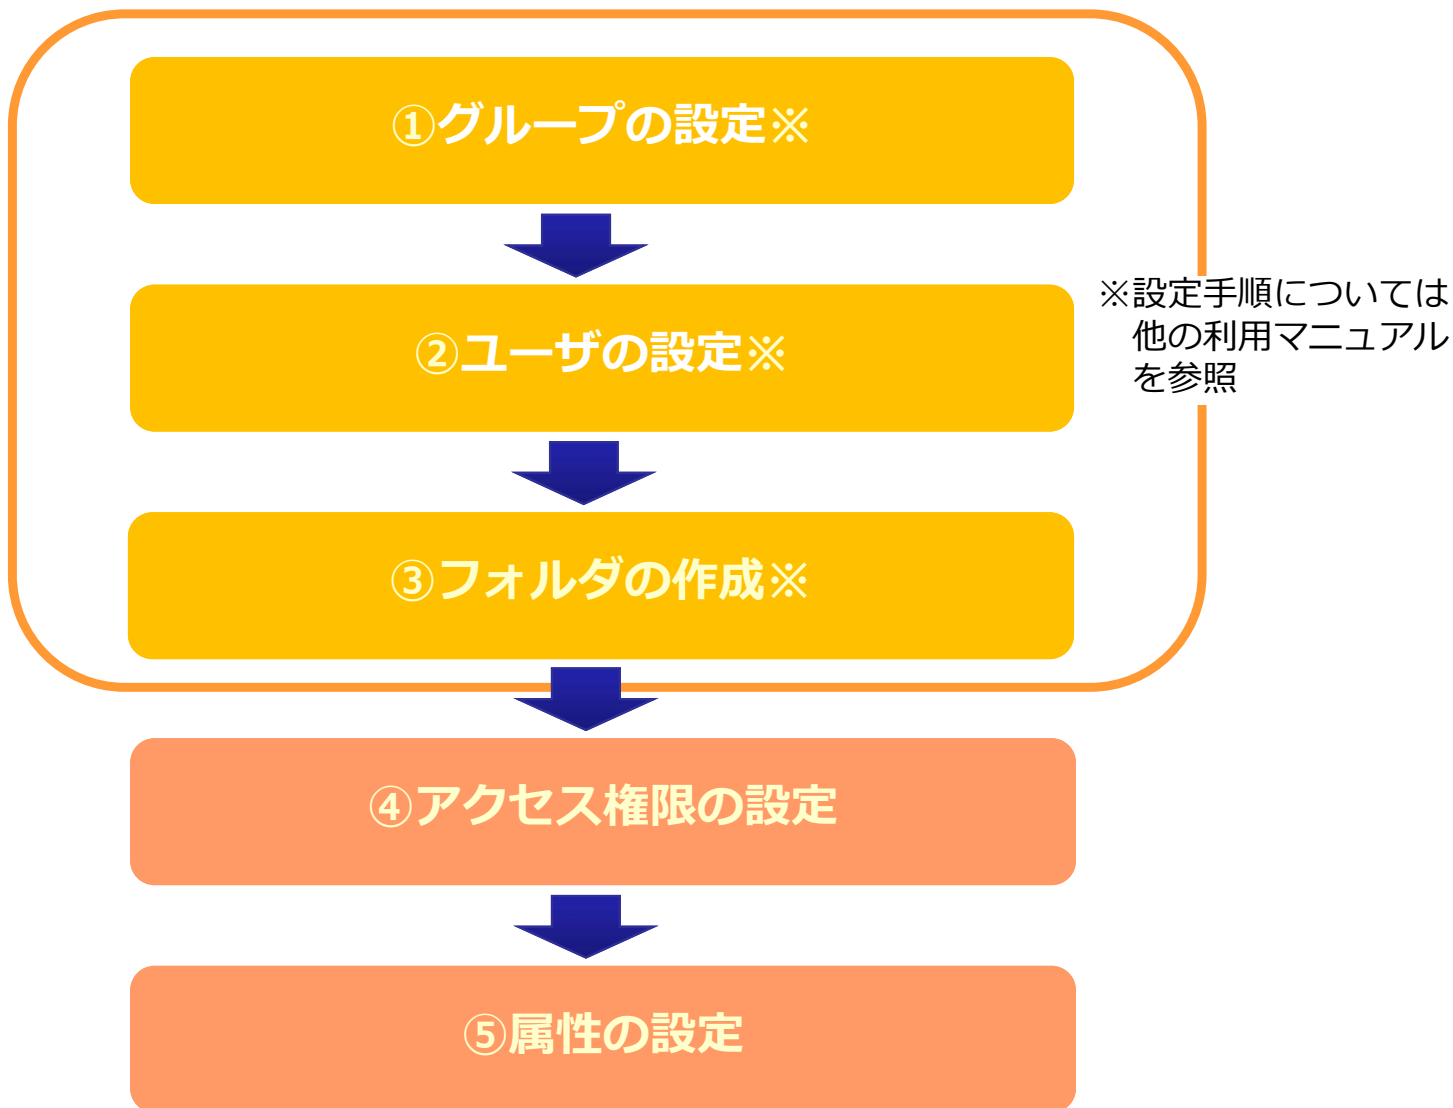 ①グループの設定※
②ユーザの設定※
※設定手順については
他の利用マニュアル
を参照
③フォルダの作成※
④アクセス権限の設定
⑤属性の設定